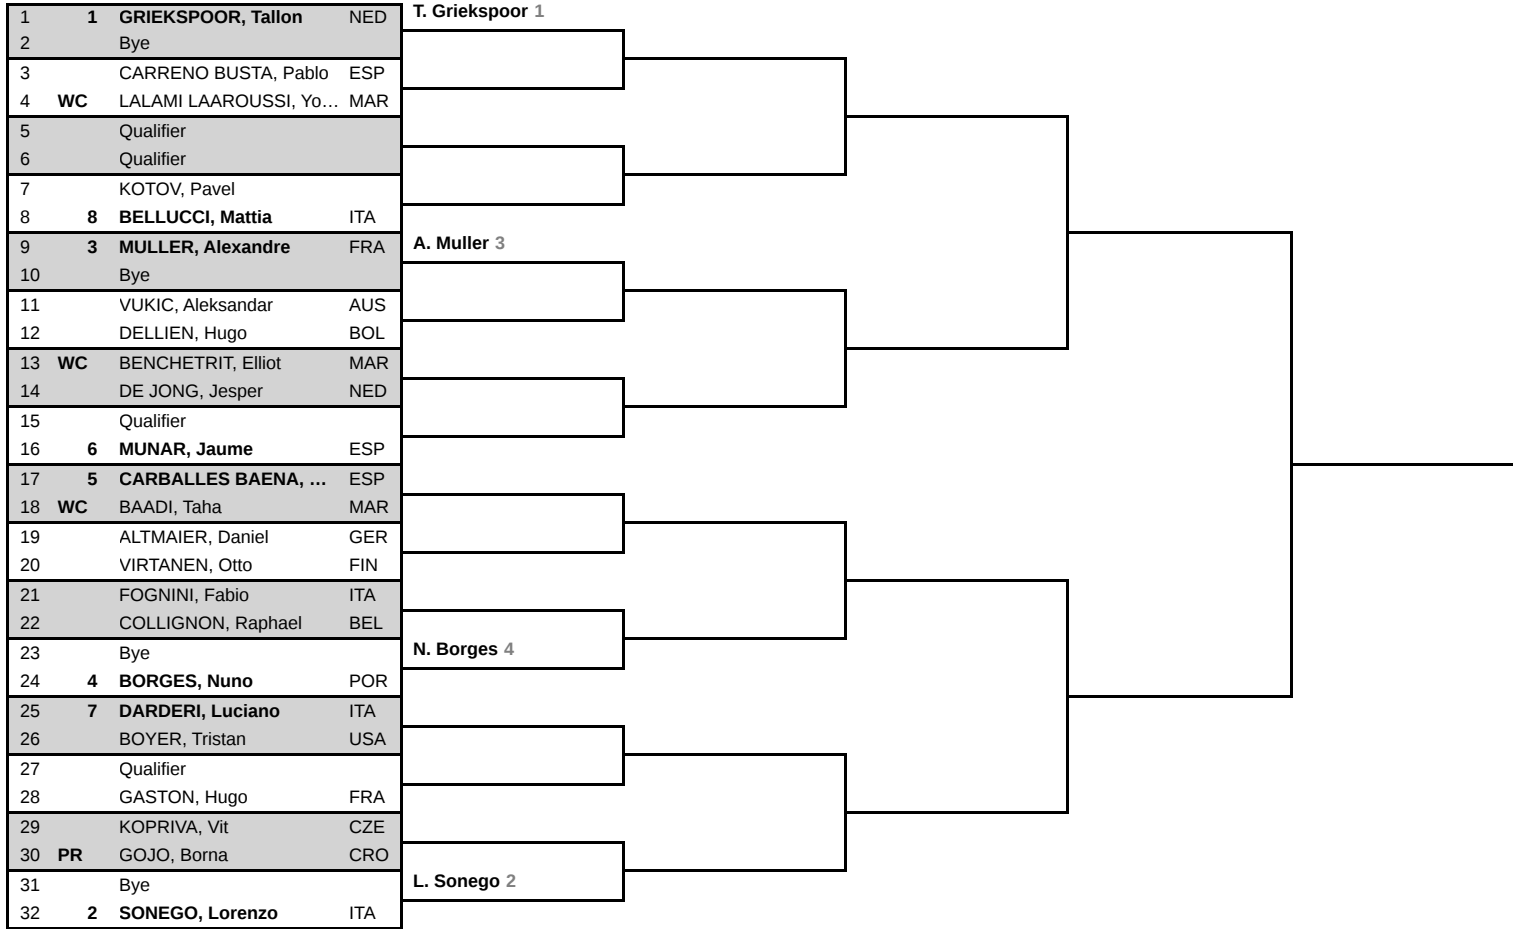 1 1 GRIEKSPOOR, Tallon NED
T. Griekspoor 1
2 Bye
3 CARRENO BUSTA, Pablo ESP
4 WC LALAMI LAAROUSSI, Yo… MAR
5 Qualifier
6 Qualifier
7 KOTOV, Pavel
8 8 BELLUCCI, Mattia ITA
9 3 MULLER, Alexandre FRA
A. Muller 3
10 Bye
11 VUKIC, Aleksandar AUS
12 DELLIEN, Hugo BOL
13 WC BENCHETRIT, Elliot MAR
14 DE JONG, Jesper NED
15 Qualifier
16 6 MUNAR, Jaume ESP
17 5 CARBALLES BAENA, … ESP
18 WC BAADI, Taha MAR
19 ALTMAIER, Daniel GER
20 VIRTANEN, Otto FIN
21 FOGNINI, Fabio ITA
22 COLLIGNON, Raphael BEL
23 Bye
N. Borges 4
24 4 BORGES, Nuno POR
25 7 DARDERI, Luciano ITA
26 BOYER, Tristan USA
27 Qualifier
28 GASTON, Hugo FRA
29 KOPRIVA, Vit CZE
30 PR GOJO, Borna CRO
31 Bye
L. Sonego 2
32 2 SONEGO, Lorenzo ITA